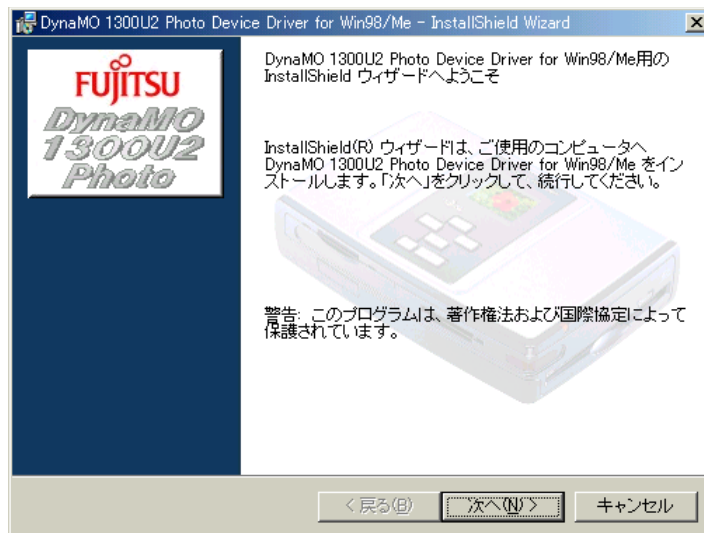 DynaMO 1300U2 Photo Device Driver for Win98/Me - InstallShield Wizard
FUJITSU
DynaMO
1300U2
Photo
DynaMO 1300U2 Photo Device Driver for Win98/Me用の
InstallShield ウィザードへようこそ
InstallShield(R) ウィザードは、ご使用のコンピュータへ
DynaMO 1300U2 Photo Device Driver for Win98/Me をイン
ストールします。「次へ」をクリックして、続行してください。
警告: このプログラムは、著作権法および国際協定によって
保護されています。
< 戻る(B)
次へ(N) >
キャンセル